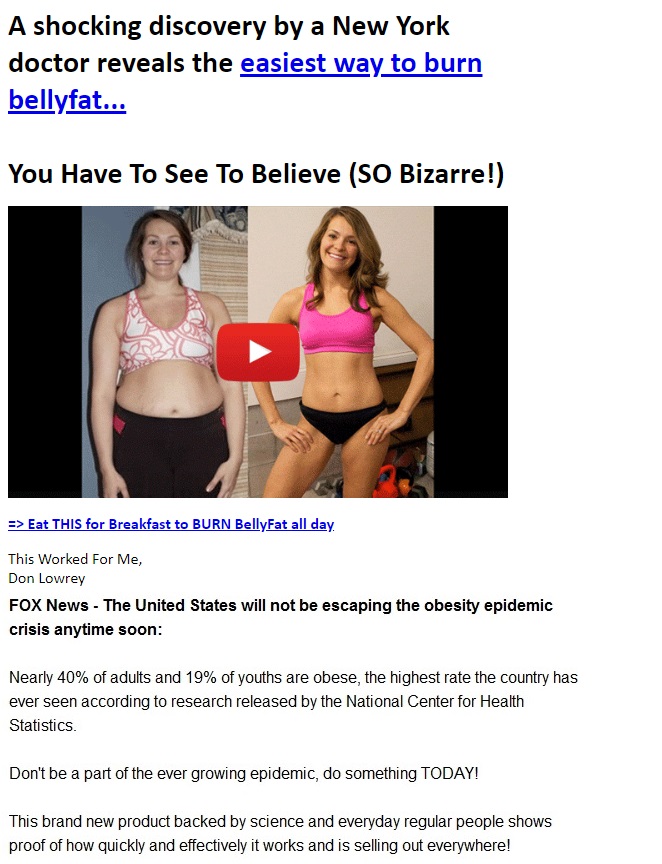 A shocking discovery by a New York
doctor reveals the easiest way to burn
bellyfat...
You Have To See To Believe (SO Bizarre!)
=> Eat THIS for Breakfast to BURN BellyFat all day
This Worked For Me,
Don Lowrey
FOX News - The United States will not be escaping the obesity epidemic
crisis anytime soon:
Nearly 40% of adults and 19% of youths are obese, the highest rate the country has
ever seen according to research released by the National Center for Health
Statistics.
Don't be a part of the ever growing epidemic, do something TODAY!
This brand new product backed by science and everyday regular people shows
proof of how quickly and effectively it works and is selling out everywhere!